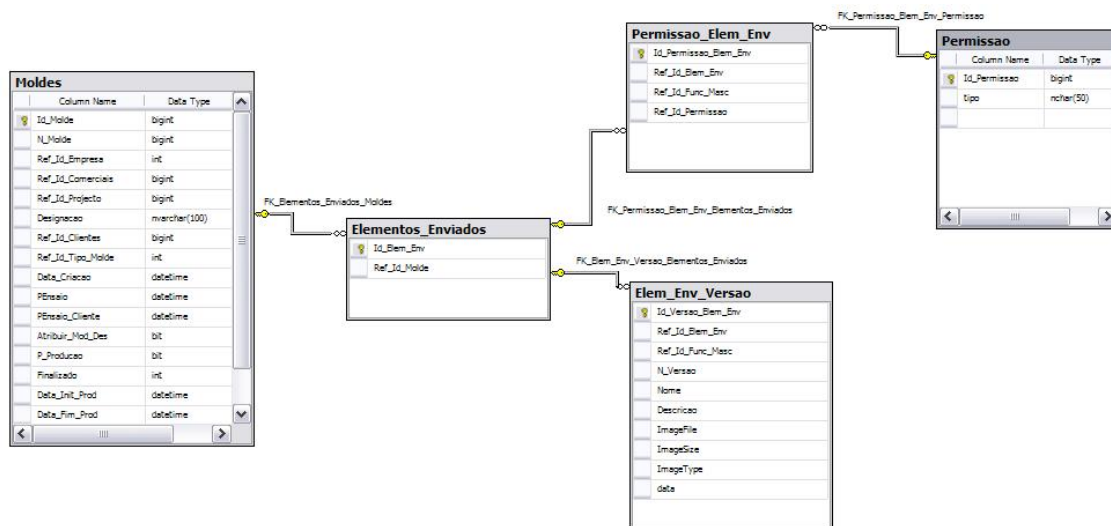 Moldes
Column Name Data Type
Id_Molde bigint
N_Molde bigint
Ref_Id_Empresa int
Ref_Id_Comerciais bigint
Ref_Id_Projecto bigint
Designacao nvarchar(100)
Ref_Id_Clientes bigint
Ref_Id_Tipo_Molde int
Data_Criacao datetime
PEnsaio datetime
PEnsaio_Cliente datetime
Atribuir_Mod_Des bit
P_Producao bit
Finalizado int
Data_Init_Prod datetime
Data_Fim_Prod datetime
FK_Elementos_Enviados_Moldes
Elementos_Enviados
Id_Elem_Env
Ref_Id_Molde
Permissao_Elem_Env
Id_Permissao_Elem_Env
Ref_Id_Elem_Env
Ref_Id_Func_Masc
Ref_Id_Permissao
FK_Permissao_Elem_Env_Permissao
Permissao
Column Name Data Type
Id_Permissao bigint
tipo nchar(50)
FK_Permissao_Elem_Env_Elementos_Enviados
FK_Elem_Env_Versao_Elementos_Enviados
Elem_Env_Versao
Id_Versao_Elem_Env
Ref_Id_Elem_Env
Ref_Id_Func_Masc
N_Versao
Nome
Descricao
ImageFile
ImageSize
ImageType
data